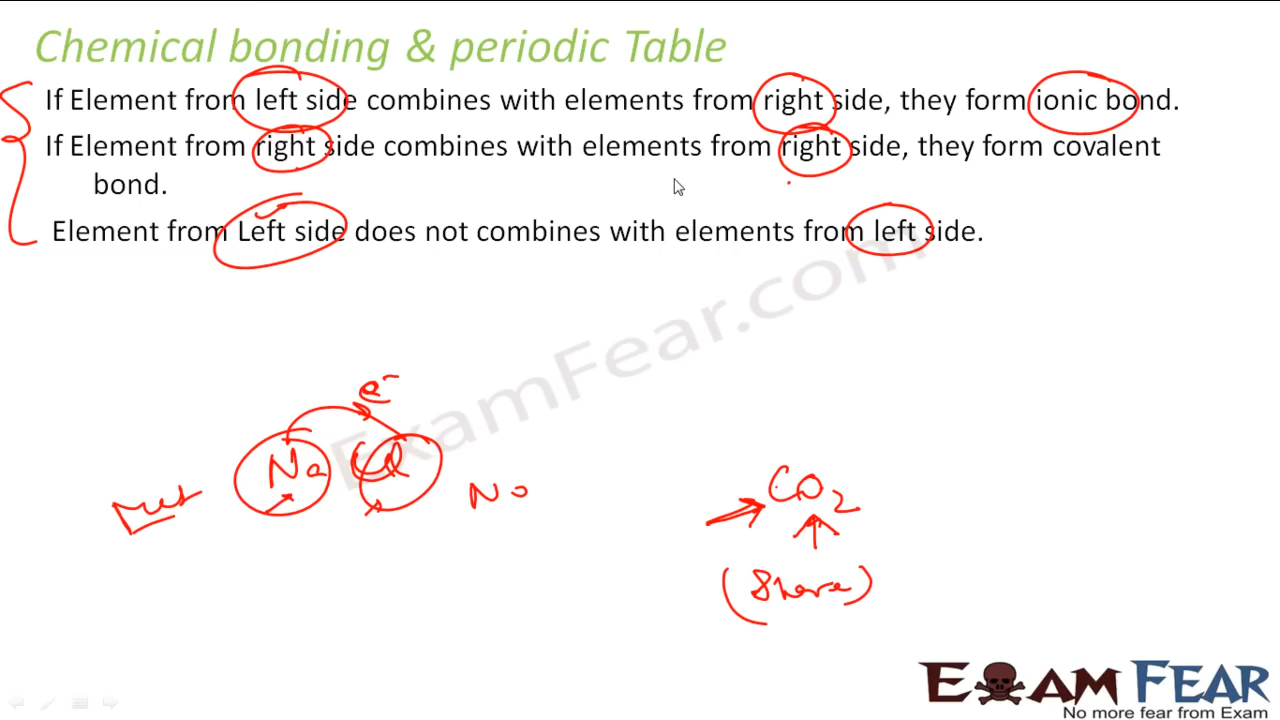 Chemical bonding & periodic Table
If Element from left side combines with elements from right side, they form ionic bond.
If Element from right side combines with elements from right side, they form covalent
bond.
Element from Left side does not combines with elements from left side.
ExamFear.com
e-
Na Cl
Met
No
CO2
(Share)
EXAM FEAR
No more fear from Exam